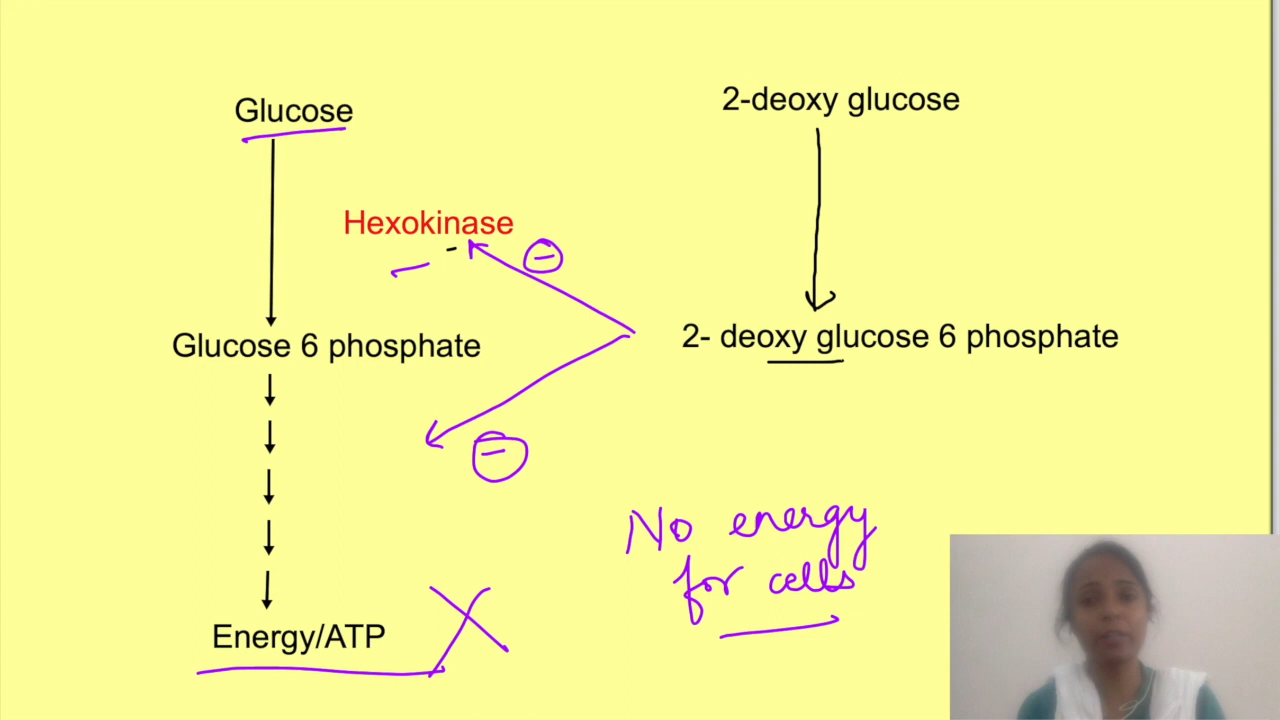 Glucose
Hexokinase
Glucose 6 phosphate
Energy/ATP
2-deoxy glucose
2- deoxy glucose 6 phosphate
No energy
for cells